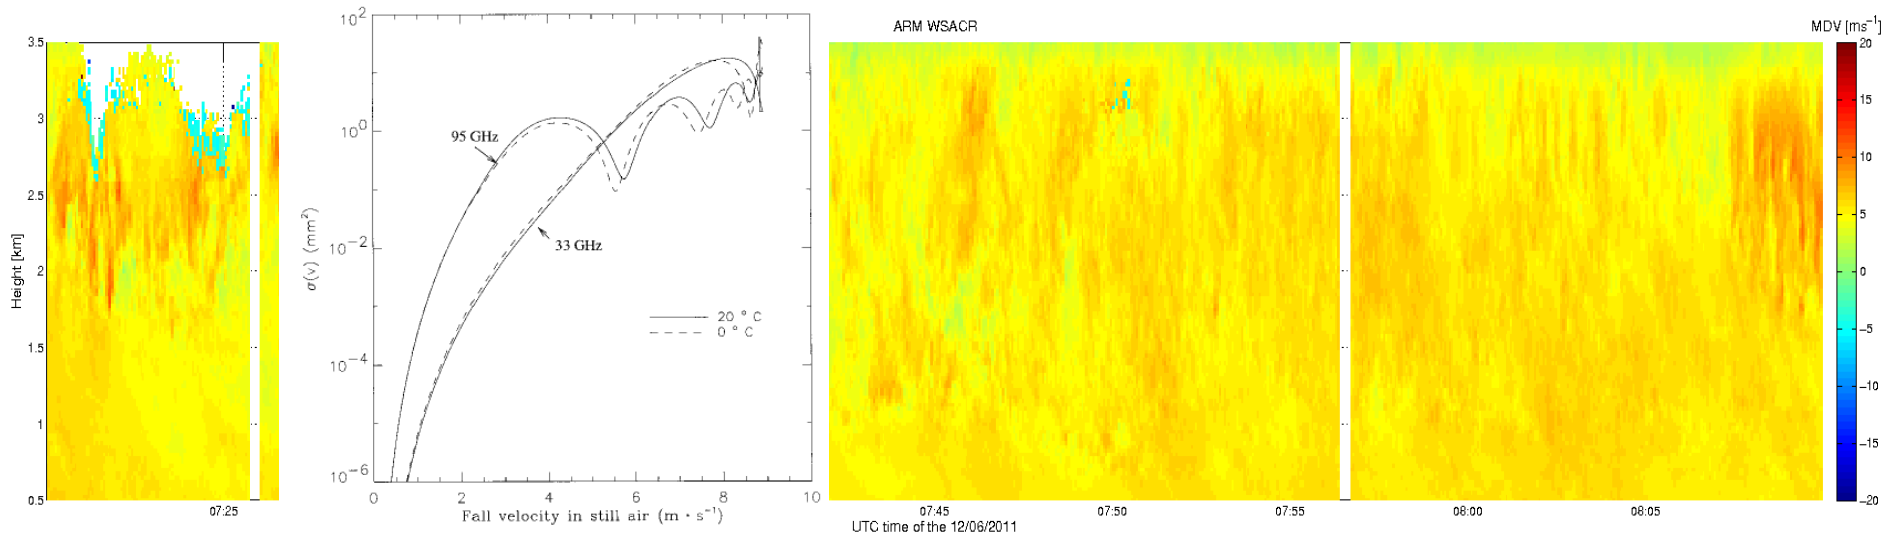 ARM WSACR
MDV [ms⁻¹]
3.5
3
2.5
2
1.5
1
0.5
Height [km]
07:25
10²
10⁰
10⁻²
10⁻⁴
10⁻⁶
σ(v) (mm²)
95 GHz
33 GHz
20 ° C
0 ° C
0 2 4 6 8 10
Fall velocity in still air (m · s⁻¹)
07:45 07:50 07:55 08:00 08:05
UTC time of the 12/06/2011
20
15
10
5
0
−5
−10
−15
−20